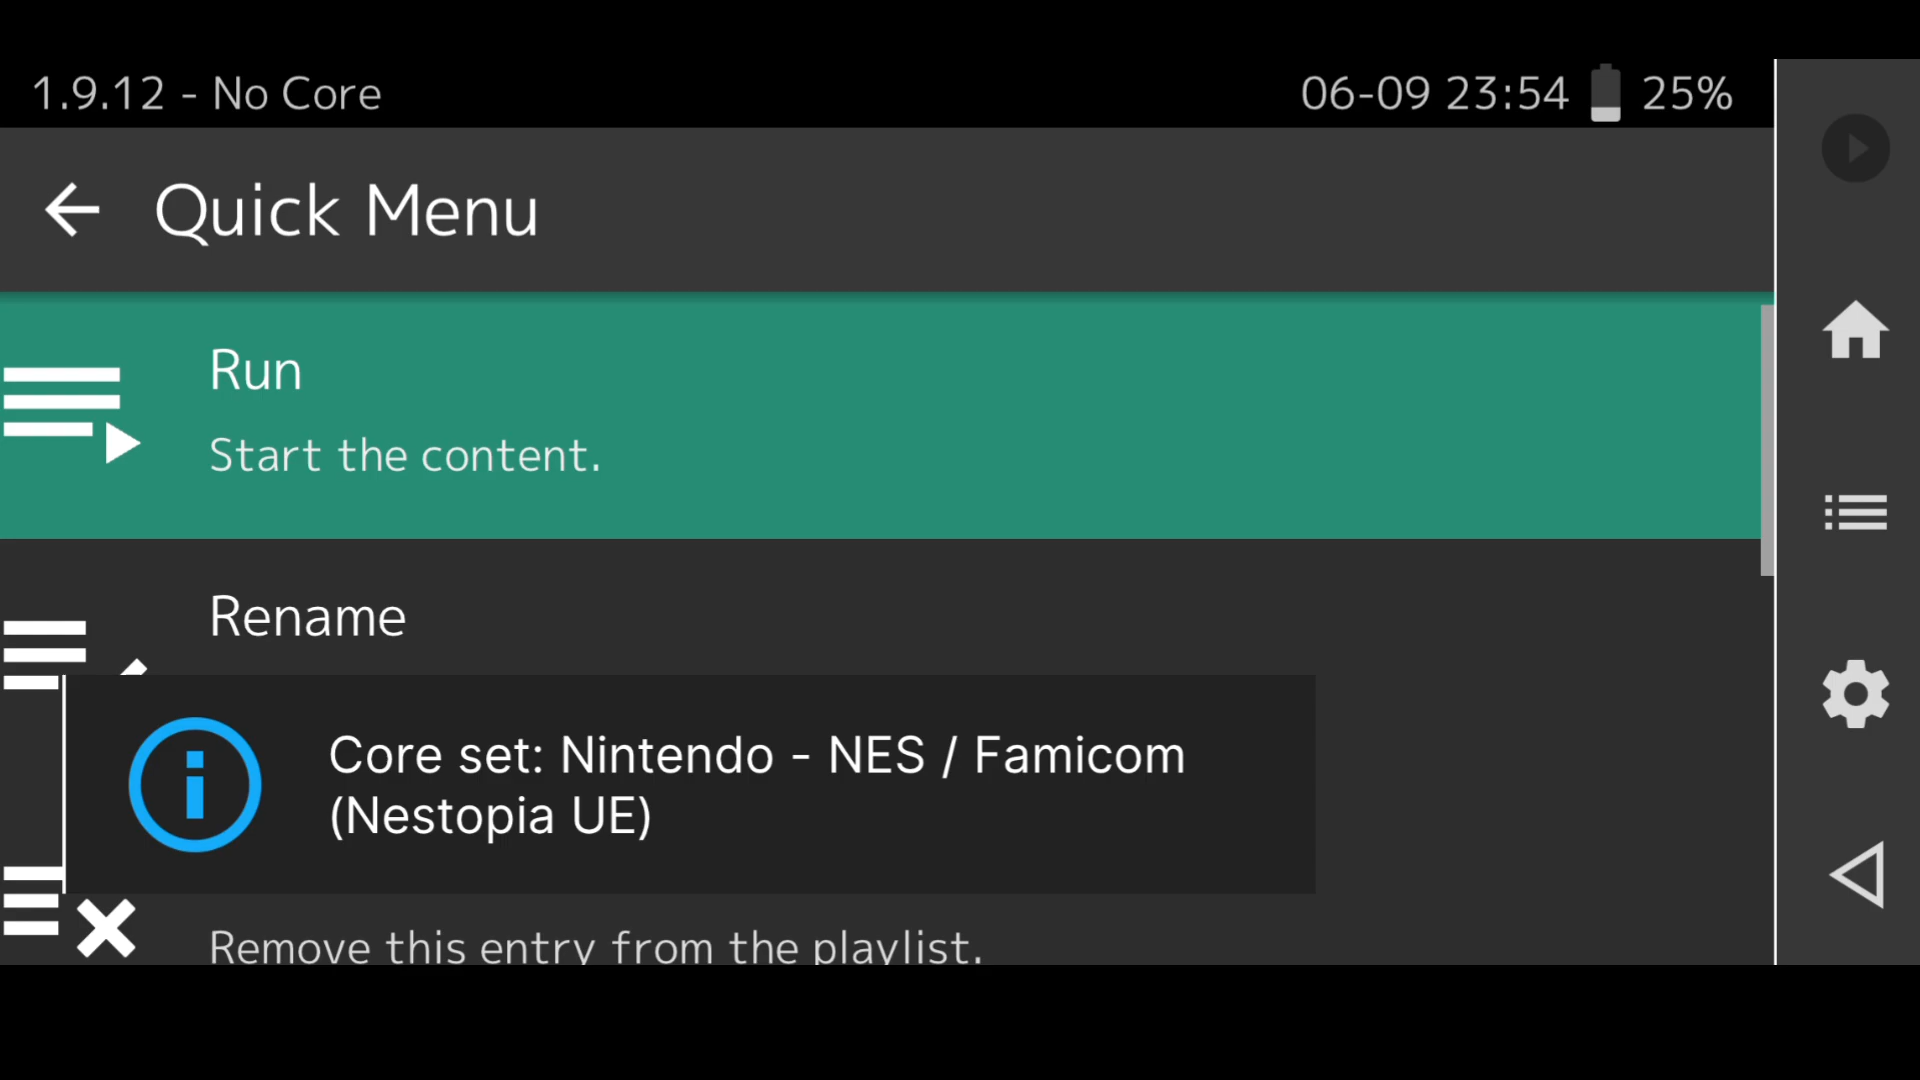 1.9.12 - No Core
06-09 23:54 25%
Quick Menu
Run
Start the content.
Rename
Core set: Nintendo - NES / Famicom
(Nestopia UE)
Remove this entry from the playlist.